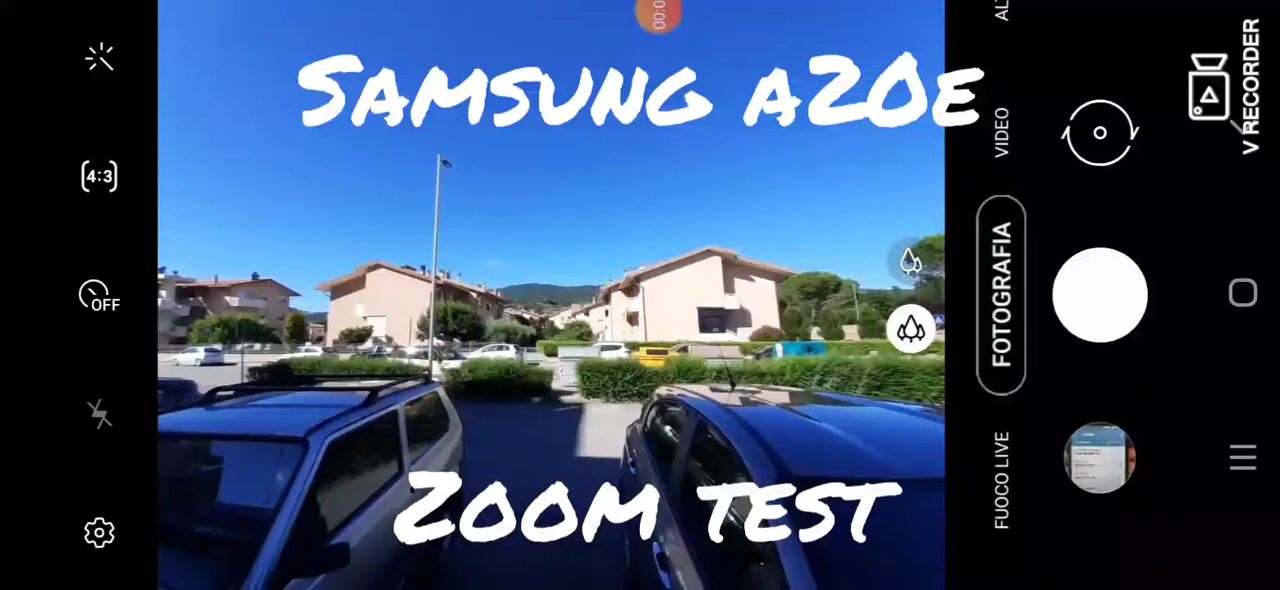 Samsung a20e
Zoom test
4:3
OFF
VIDEO
FOTOGRAFIA
FUOCO LIVE
V RECORDER